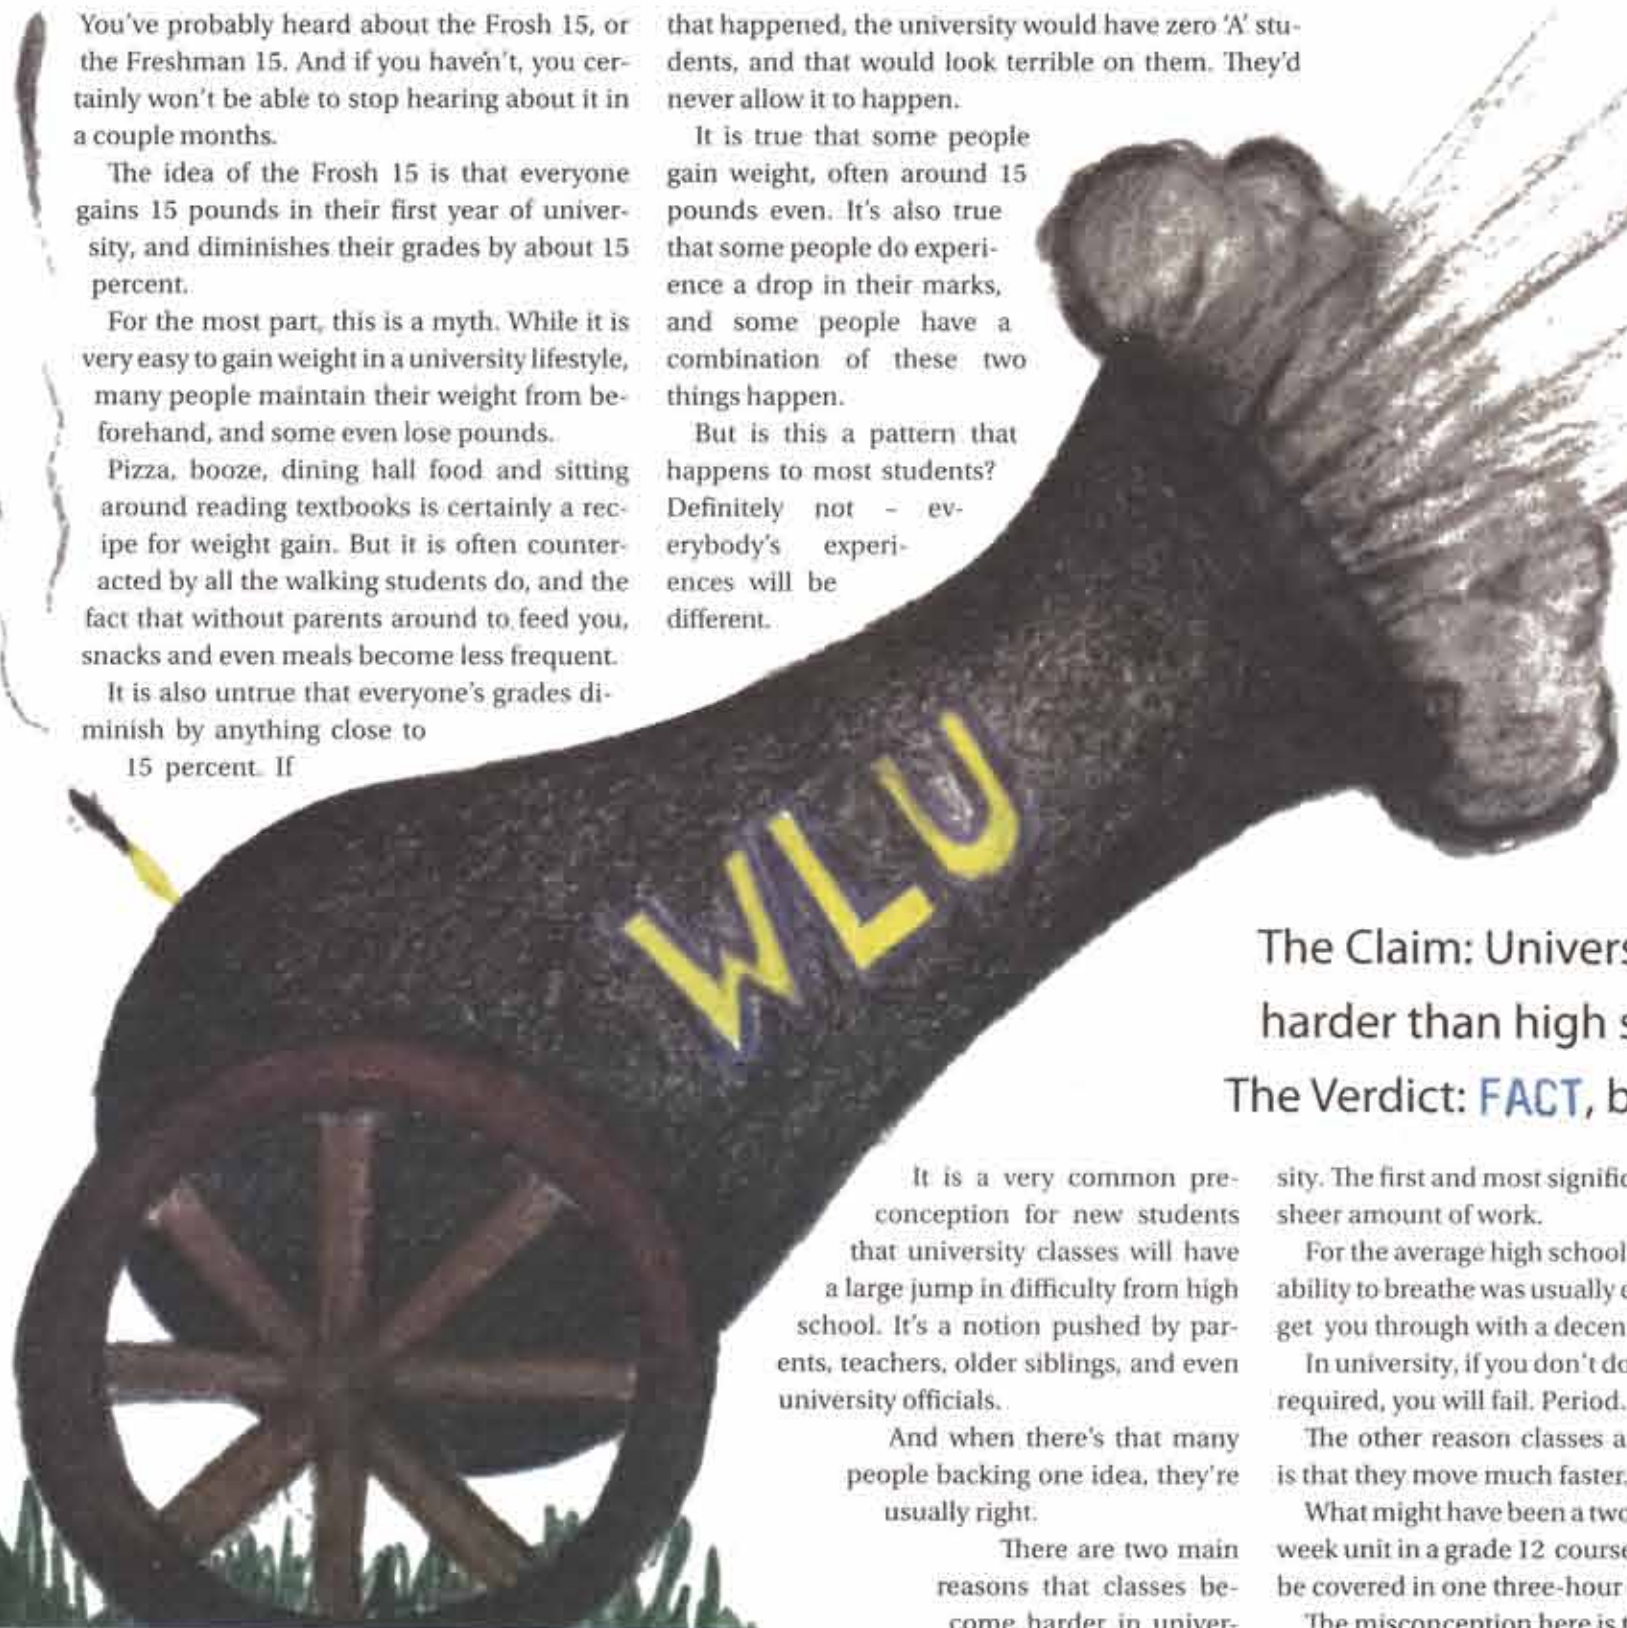 You've probably heard about the Frosh 15, or
the Freshman 15. And if you haven't, you cer-
tainly won't be able to stop hearing about it in
a couple months.
The idea of the Frosh 15 is that everyone
gains 15 pounds in their first year of univer-
sity, and diminishes their grades by about 15
percent.
For the most part, this is a myth. While it is
very easy to gain weight in a university lifestyle,
many people maintain their weight from be-
forehand, and some even lose pounds.
Pizza, booze, dining hall food and sitting
around reading textbooks is certainly a rec-
ipe for weight gain. But it is often counter-
acted by all the walking students do, and the
fact that without parents around to feed you,
snacks and even meals become less frequent.
It is also untrue that everyone's grades di-
minish by anything close to
15 percent. If
that happened, the university would have zero 'A' stu-
dents, and that would look terrible on them. They'd
never allow it to happen.
It is true that some people
gain weight, often around 15
pounds even. It's also true
that some people do experi-
ence a drop in their marks,
and some people have a
combination of these two
things happen.
But is this a pattern that
happens to most students?
Definitely not – ev-
erybody's experi-
ences will be
different.
WLU
The Claim: Univers
harder than high s
The Verdict: FACT, b
It is a very common pre-
conception for new students
that university classes will have
a large jump in difficulty from high
school. It's a notion pushed by par-
ents, teachers, older siblings, and even
university officials.
And when there's that many
people backing one idea, they're
usually right.
There are two main
reasons that classes be-
come harder in univer-
sity. The first and most signific
sheer amount of work.
For the average high school
ability to breathe was usually e
get you through with a decen
In university, if you don't do
required, you will fail. Period.
The other reason classes a
is that they move much faster.
What might have been a two
week unit in a grade 12 course
be covered in one three-hour
The misconception here is t